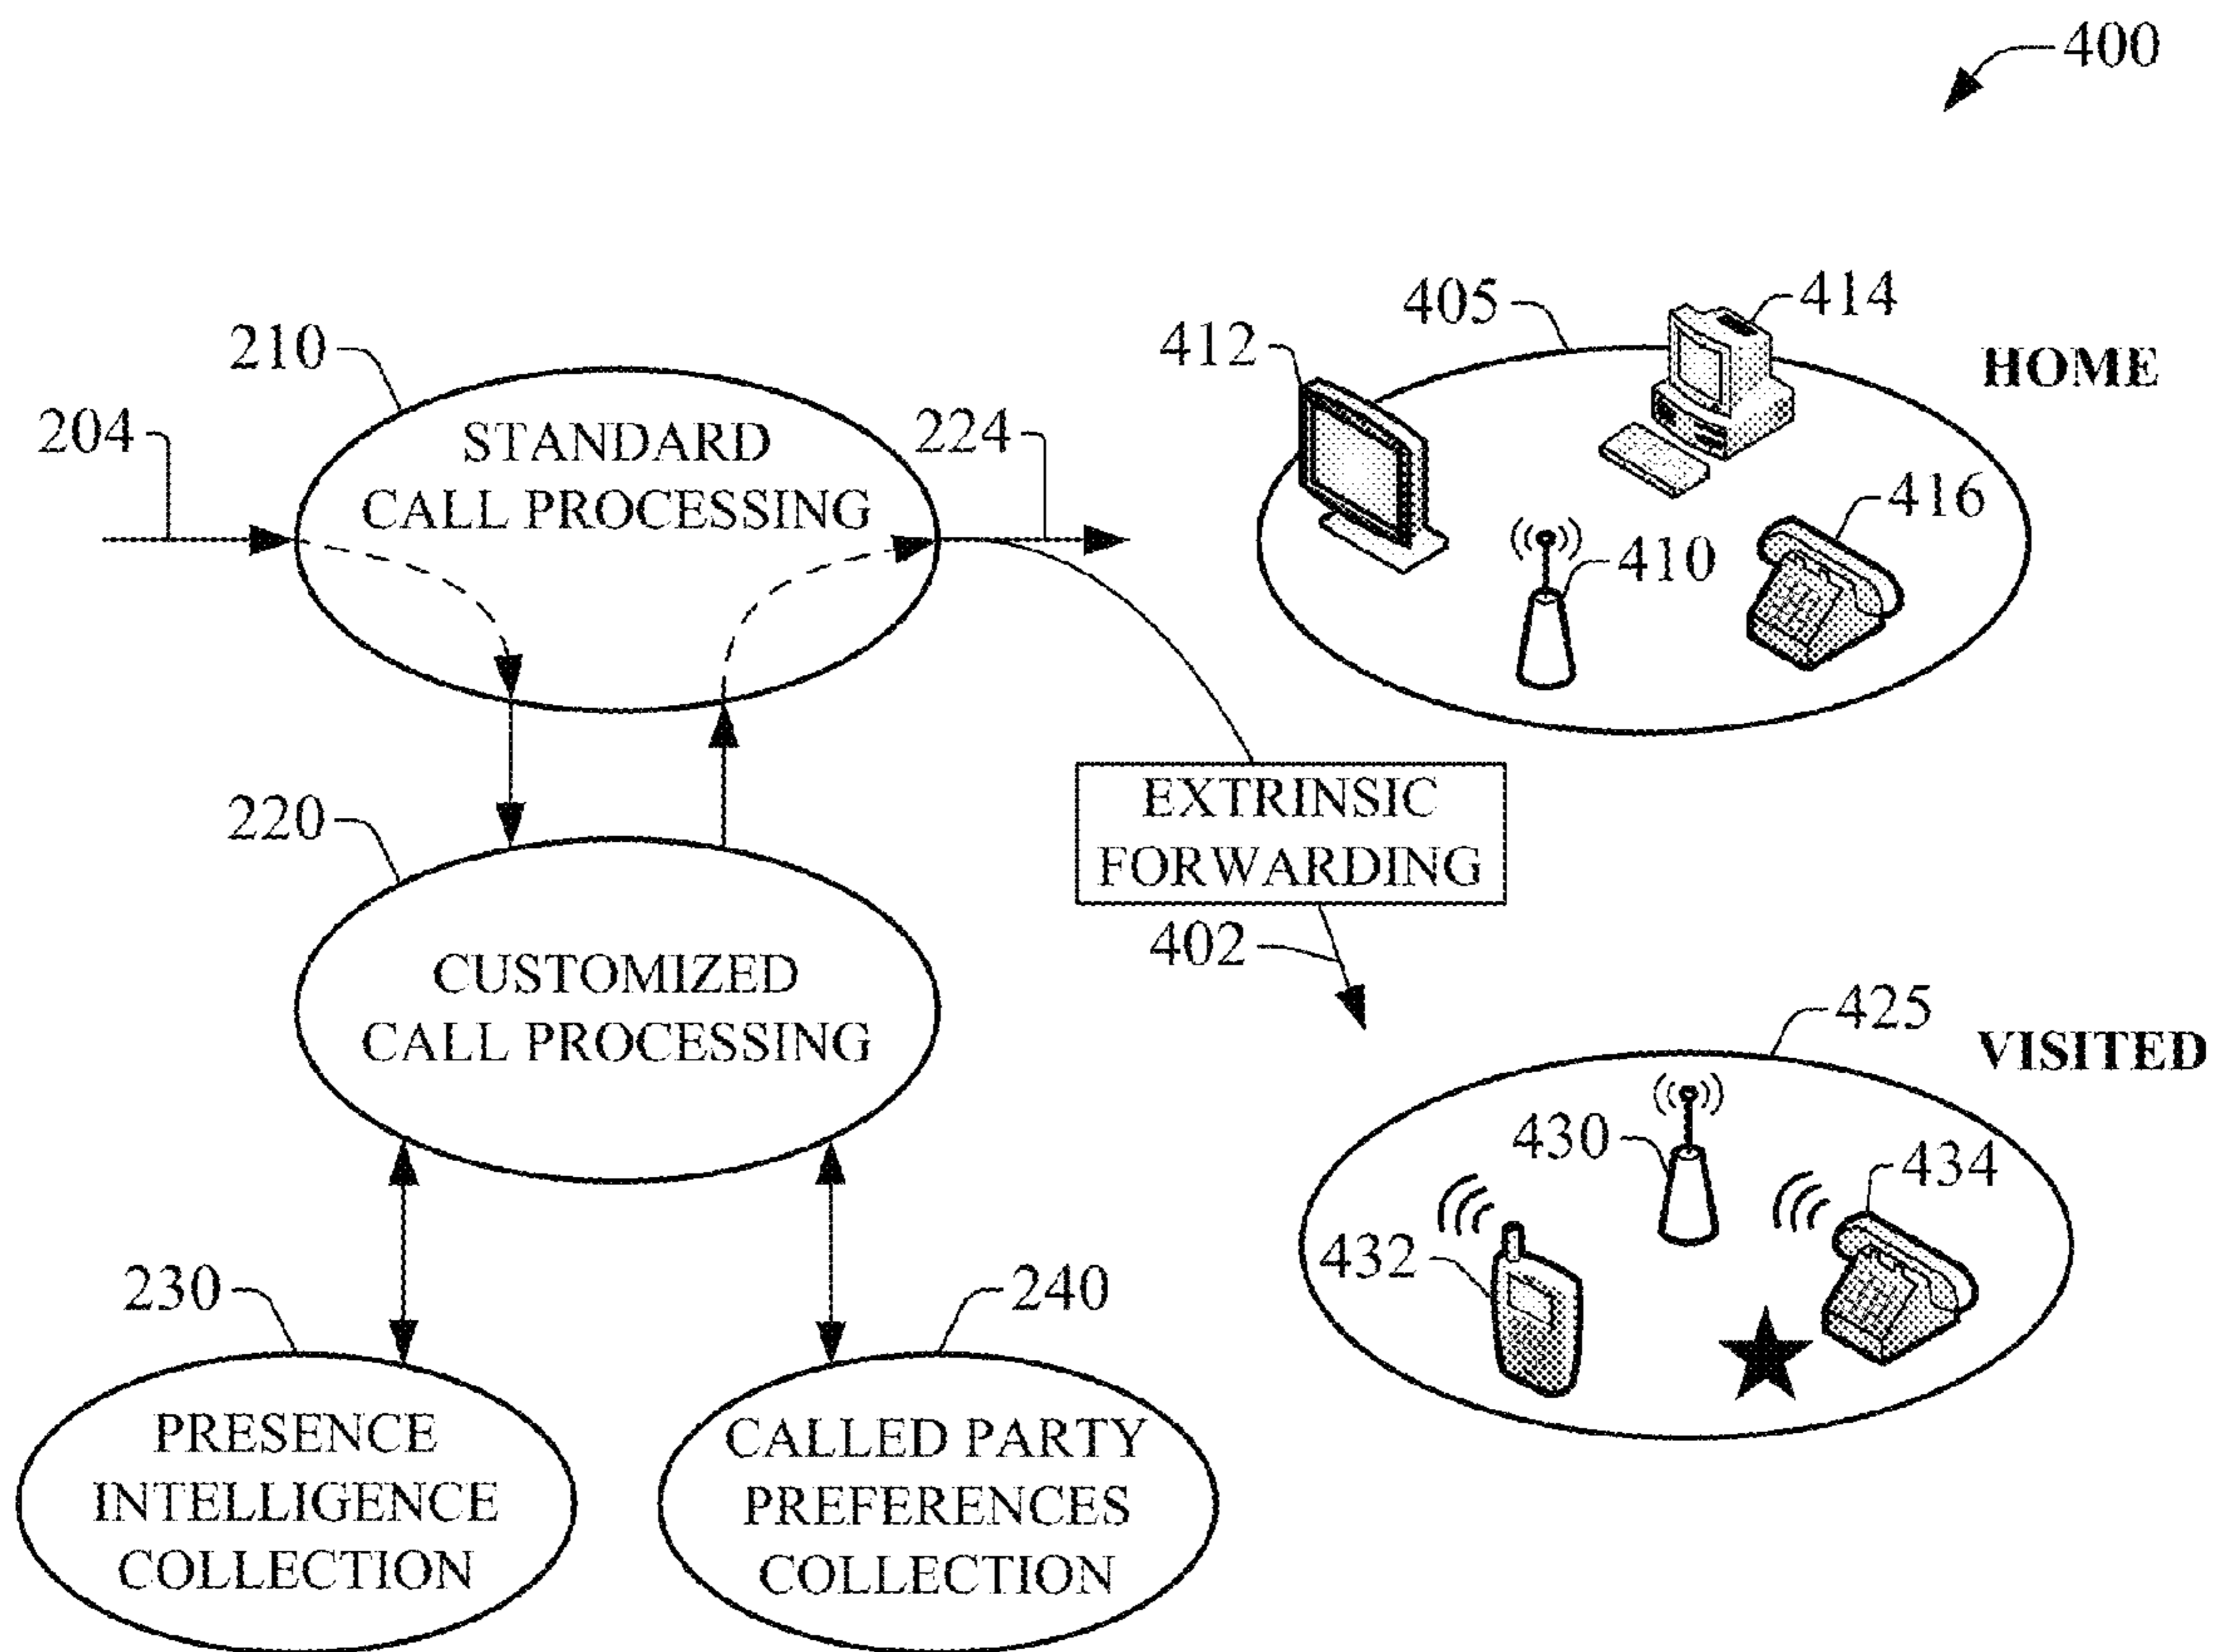 400
405
414
412
HOME
210
204
STANDARD
CALL PROCESSING
224
416
410
220
EXTRINSIC
FORWARDING
402
CUSTOMIZED
CALL PROCESSING
425
VISITED
430
434
432
230
240
PRESENCE
INTELLIGENCE
COLLECTION
CALLED PARTY
PREFERENCES
COLLECTION